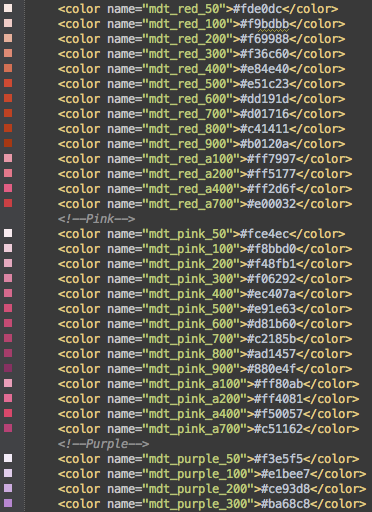 <color name="mdt_red_50">#fde0dc</color>
<color name="mdt_red_100">#f9bdbb</color>
<color name="mdt_red_200">#f69988</color>
<color name="mdt_red_300">#f36c60</color>
<color name="mdt_red_400">#e84e40</color>
<color name="mdt_red_500">#e51c23</color>
<color name="mdt_red_600">#dd191d</color>
<color name="mdt_red_700">#d01716</color>
<color name="mdt_red_800">#c41411</color>
<color name="mdt_red_900">#b0120a</color>
<color name="mdt_red_a100">#ff7997</color>
<color name="mdt_red_a200">#ff5177</color>
<color name="mdt_red_a400">#ff2d6f</color>
<color name="mdt_red_a700">#e00032</color>
<!--Pink-->
<color name="mdt_pink_50">#fce4ec</color>
<color name="mdt_pink_100">#f8bbd0</color>
<color name="mdt_pink_200">#f48fb1</color>
<color name="mdt_pink_300">#f06292</color>
<color name="mdt_pink_400">#ec407a</color>
<color name="mdt_pink_500">#e91e63</color>
<color name="mdt_pink_600">#d81b60</color>
<color name="mdt_pink_700">#c2185b</color>
<color name="mdt_pink_800">#ad1457</color>
<color name="mdt_pink_900">#880e4f</color>
<color name="mdt_pink_a100">#ff80ab</color>
<color name="mdt_pink_a200">#ff4081</color>
<color name="mdt_pink_a400">#f50057</color>
<color name="mdt_pink_a700">#c51162</color>
<!--Purple-->
<color name="mdt_purple_50">#f3e5f5</color>
<color name="mdt_purple_100">#e1bee7</color>
<color name="mdt_purple_200">#ce93d8</color>
<color name="mdt_purple_300">#ba68c8</color>